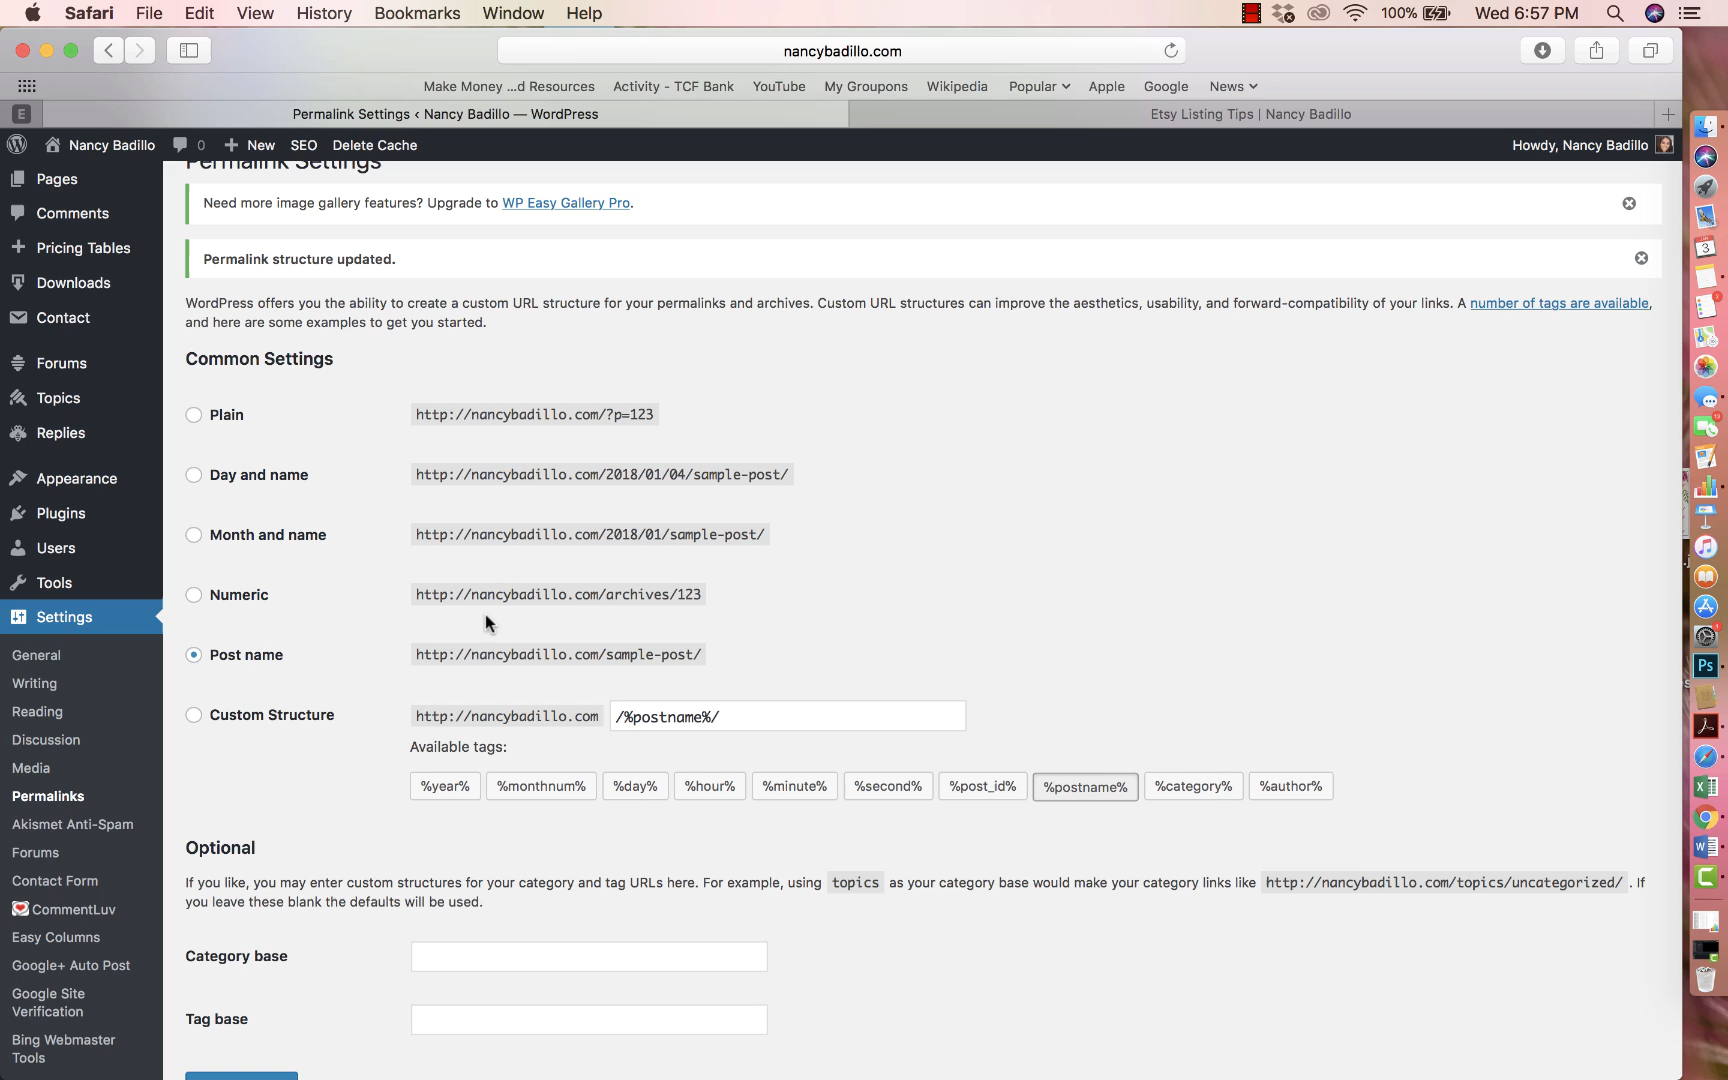 Safari File Edit View History Bookmarks Window Help 100% Wed 6:57 PM
nancybadillo.com
Make Money ...d Resources Activity - TCF Bank YouTube My Groupons Wikipedia Popular Apple Google News
E Permalink Settings ‹ Nancy Badillo — WordPress Etsy Listing Tips | Nancy Badillo
Nancy Badillo 0 New SEO Delete Cache Howdy, Nancy Badillo
Permalink Settings
Pages
Comments
Pricing Tables
Downloads
Contact
Forums
Topics
Replies
Appearance
Plugins
Users
Tools
Settings
General
Writing
Reading
Discussion
Media
Permalinks
Akismet Anti-Spam
Forums
Contact Form
CommentLuv
Easy Columns
Google+ Auto Post
Google Site
Verification
Bing Webmaster
Tools
Need more image gallery features? Upgrade to WP Easy Gallery Pro.
Permalink structure updated.
WordPress offers you the ability to create a custom URL structure for your permalinks and archives. Custom URL structures can improve the aesthetics, usability, and forward-compatibility of your links. A number of tags are available,
and here are some examples to get you started.
Common Settings
Plain http://nancybadillo.com/?p=123
Day and name http://nancybadillo.com/2018/01/04/sample-post/
Month and name http://nancybadillo.com/2018/01/sample-post/
Numeric http://nancybadillo.com/archives/123
Post name http://nancybadillo.com/sample-post/
Custom Structure http://nancybadillo.com /%postname%/
Available tags:
%year% %monthnum% %day% %hour% %minute% %second% %post_id% %postname% %category% %author%
Optional
If you like, you may enter custom structures for your category and tag URLs here. For example, using topics as your category base would make your category links like http://nancybadillo.com/topics/uncategorized/ . If
you leave these blank the defaults will be used.
Category base
Tag base
3
Ps